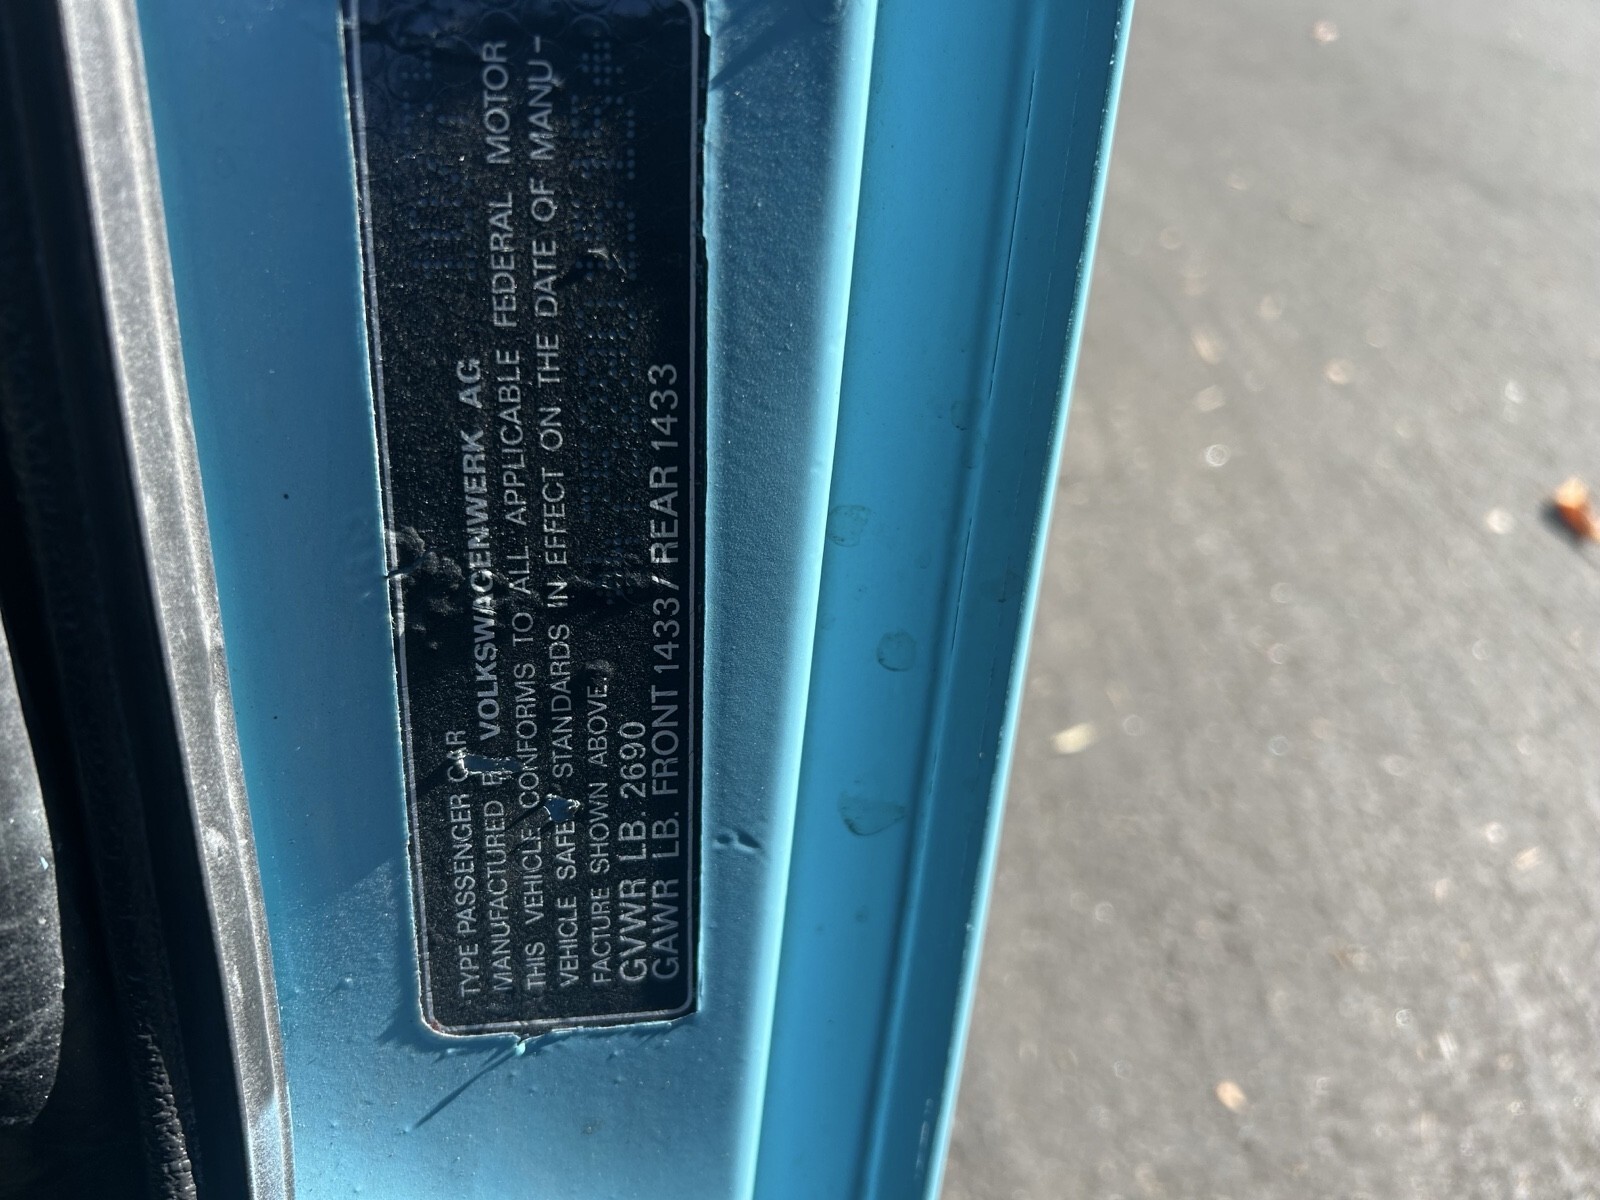 TYPE PASSENGER CAR
MANUFACTURED VOLKSWAGENWERK AG
THIS VEHICLE CONFORMS TO ALL APPLICABLE FEDERAL MOTOR
VEHICLE SAFETY STANDARDS IN EFFECT ON THE DATE OF MANU-
FACTURE SHOWN ABOVE.
GVWR LB. 2690
GAWR LB. FRONT 1433 / REAR 1433